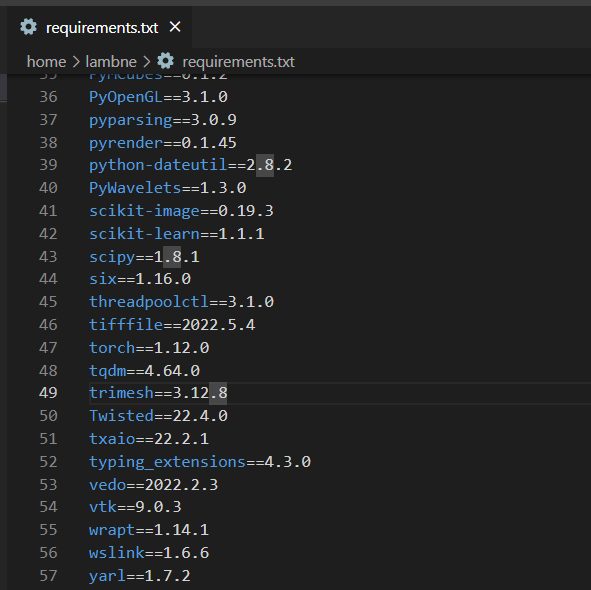 requirements.txt
home > lambne > requirements.txt
35 PyMCubes==0.1.2
36 PyOpenGL==3.1.0
37 pyparsing==3.0.9
38 pyrender==0.1.45
39 python-dateutil==2.8.2
40 PyWavelets==1.3.0
41 scikit-image==0.19.3
42 scikit-learn==1.1.1
43 scipy==1.8.1
44 six==1.16.0
45 threadpoolctl==3.1.0
46 tifffile==2022.5.4
47 torch==1.12.0
48 tqdm==4.64.0
49 trimesh==3.12.8
50 Twisted==22.4.0
51 txaio==22.2.1
52 typing_extensions==4.3.0
53 vedo==2022.2.3
54 vtk==9.0.3
55 wrapt==1.14.1
56 wslink==1.6.6
57 yarl==1.7.2